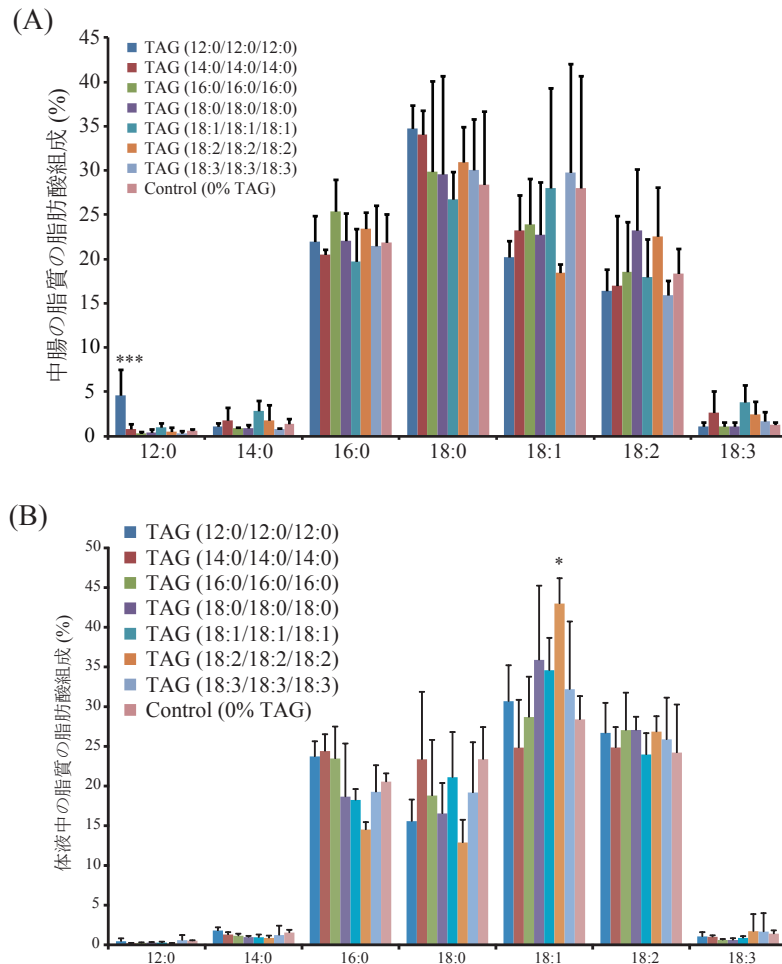 (A)
中腸の脂質の脂肪酸組成 (%)
45
40
35
30
25
20
15
10
5
0
TAG (12:0/12:0/12:0)
TAG (14:0/14:0/14:0)
TAG (16:0/16:0/16:0)
TAG (18:0/18:0/18:0)
TAG (18:1/18:1/18:1)
TAG (18:2/18:2/18:2)
TAG (18:3/18:3/18:3)
Control (0% TAG)
***
12:0 14:0 16:0 18:0 18:1 18:2 18:3
(B)
体液中の脂質の脂肪酸組成 (%)
50
45
40
35
30
25
20
15
10
5
0
TAG (12:0/12:0/12:0)
TAG (14:0/14:0/14:0)
TAG (16:0/16:0/16:0)
TAG (18:0/18:0/18:0)
TAG (18:1/18:1/18:1)
TAG (18:2/18:2/18:2)
TAG (18:3/18:3/18:3)
Control (0% TAG)
*
12:0 14:0 16:0 18:0 18:1 18:2 18:3